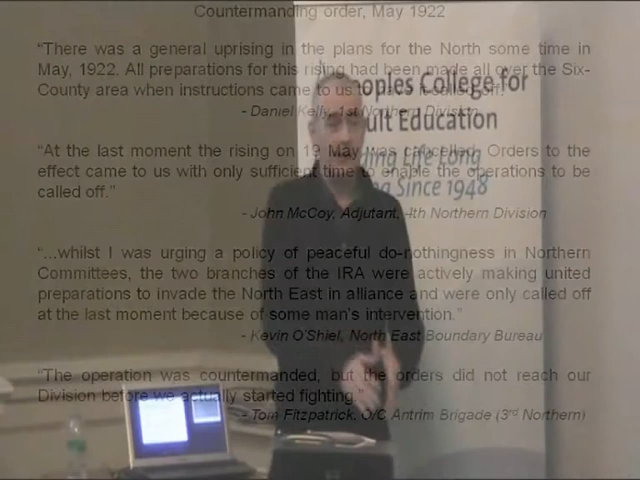 Countermanding order, May 1922
"There was a general uprising in the plans for the North some time in
May, 1922. All preparations for this rising had been made all over the Six-
County area when instructions came to us to off."
- Daniel Kelly, 1st Northern Division
"At the last moment the rising on 19 May was cancelled. Orders to the
effect came to us with only sufficient time to enable the operations to be
called off."
- John McCoy, Adjutant, 4th Northern Division
"...whilst I was urging a policy of peaceful do-nothingness in Northern
Committees, the two branches of the IRA were actively making united
preparations to invade the North East in alliance and were only called off
at the last moment because of some man's intervention."
- Kevin O'Shiel, North East Boundary Bureau
"The operation was countermanded, but the orders did not reach our
Division before we actually started fighting."
- Tom Fitzpatrick, O/C Antrim Brigade (3rd Northern)
oples College for
ult Education
ing Life Long
g Since 1948